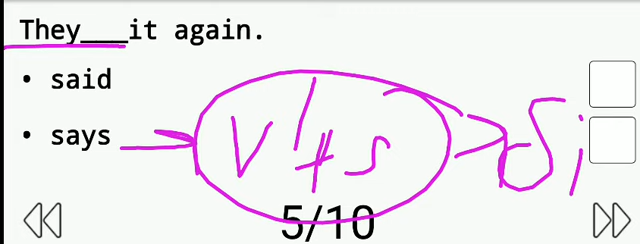 They___it again.
• said
• says
V1+s
5/10